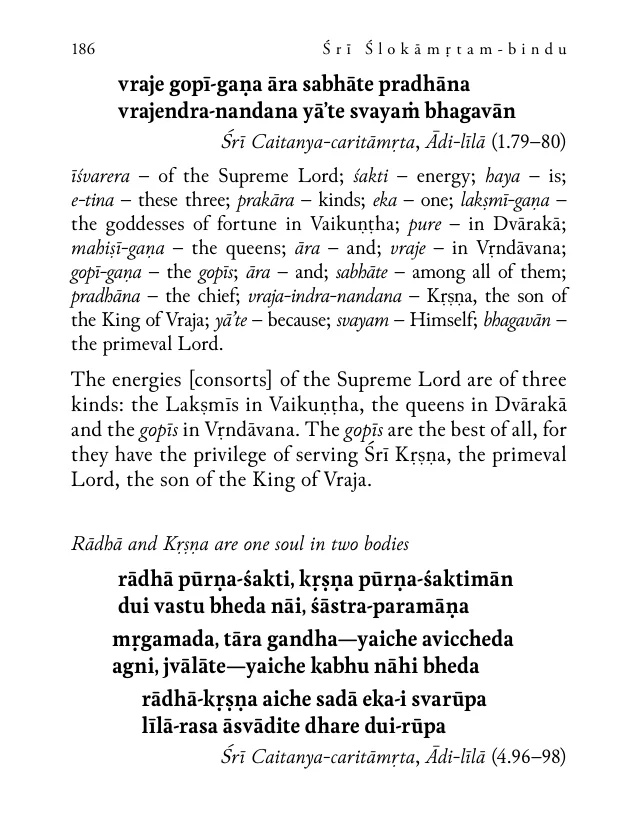 186 Śrī Ślokāmṛtam-bindu
vraje gopī-gaṇa āra sabhāte pradhāna
vrajendra-nandana yā’te svayaṁ bhagavān
Śrī Caitanya-caritāmṛta, Ādi-līlā (1.79–80)
īśvarera – of the Supreme Lord; śakti – energy; haya – is;
e-tina – these three; prakāra – kinds; eka – one; lakṣmī-gaṇa –
the goddesses of fortune in Vaikuṇṭha; pure – in Dvārakā;
mahiṣī-gaṇa – the queens; āra – and; vraje – in Vṛndāvana;
gopī-gaṇa – the gopīs; āra – and; sabhāte – among all of them;
pradhāna – the chief; vraja-indra-nandana – Kṛṣṇa, the son of
the King of Vraja; yā’te – because; svayam – Himself; bhagavān –
the primeval Lord.
The energies [consorts] of the Supreme Lord are of three
kinds: the Lakṣmīs in Vaikuṇṭha, the queens in Dvārakā
and the gopīs in Vṛndāvana. The gopīs are the best of all, for
they have the privilege of serving Śrī Kṛṣṇa, the primeval
Lord, the son of the King of Vraja.
Rādhā and Kṛṣṇa are one soul in two bodies
rādhā pūrṇa-śakti, kṛṣṇa pūrṇa-śaktimān
dui vastu bheda nāi, śāstra-paramāṇa
mṛgamada, tāra gandha—yaiche aviccheda
agni, jvālāte—yaiche kabhu nāhi bheda
rādhā-kṛṣṇa aiche sadā eka-i svarūpa
līlā-rasa āsvādite dhare dui-rūpa
Śrī Caitanya-caritāmṛta, Ādi-līlā (4.96–98)